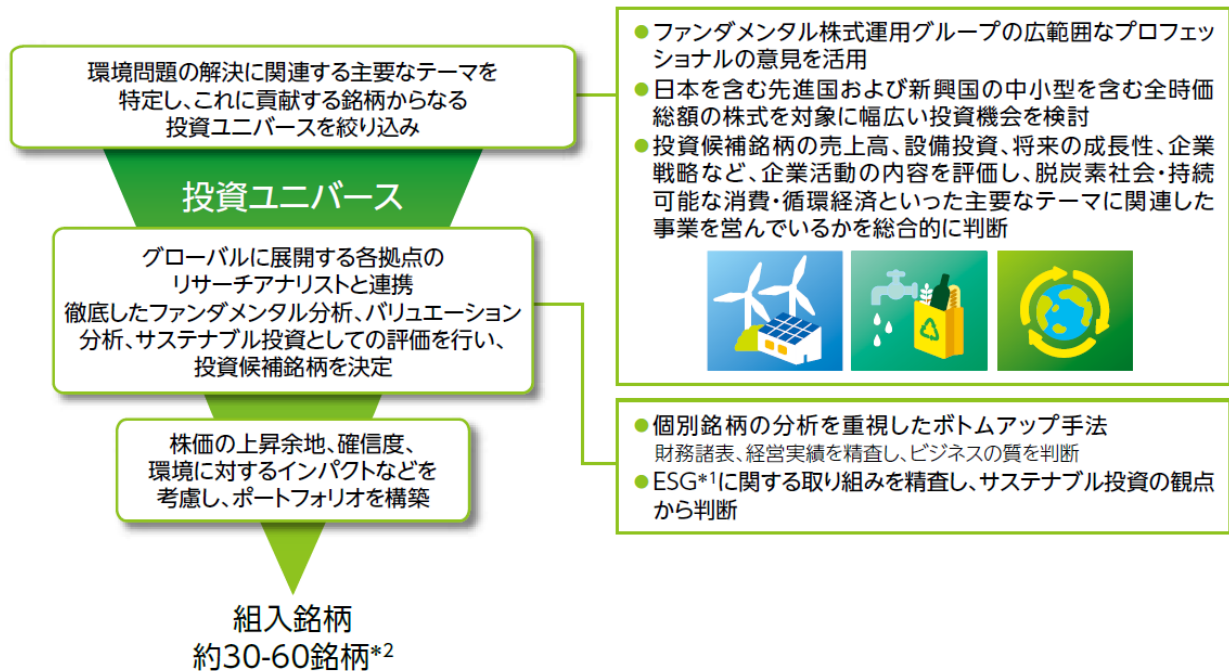 環境問題の解決に関連する主要なテーマを
特定し、これに貢献する銘柄からなる
投資ユニバースを絞り込み
投資ユニバース
グローバルに展開する各拠点の
リサーチアナリストと連携
徹底したファンダメンタル分析、バリュエーション
分析、サステナブル投資としての評価を行い、
投資候補銘柄を決定
株価の上昇余地、確信度、
環境に対するインパクトなどを
考慮し、ポートフォリオを構築
組入銘柄
約30-60銘柄*2
●ファンダメンタル株式運用グループの広範囲なプロフェッ
ショナルの意見を活用
●日本を含む先進国および新興国の中小型を含む全時価
総額の株式を対象に幅広い投資機会を検討
●投資候補銘柄の売上高、設備投資、将来の成長性、企業
戦略など、企業活動の内容を評価し、脱炭素社会・持続
可能な消費・循環経済といった主要なテーマに関連した
事業を営んでいるかを総合的に判断
●個別銘柄の分析を重視したボトムアップ手法
財務諸表、経営実績を精査し、ビジネスの質を判断
●ESG*1に関する取り組みを精査し、サステナブル投資の観点
から判断